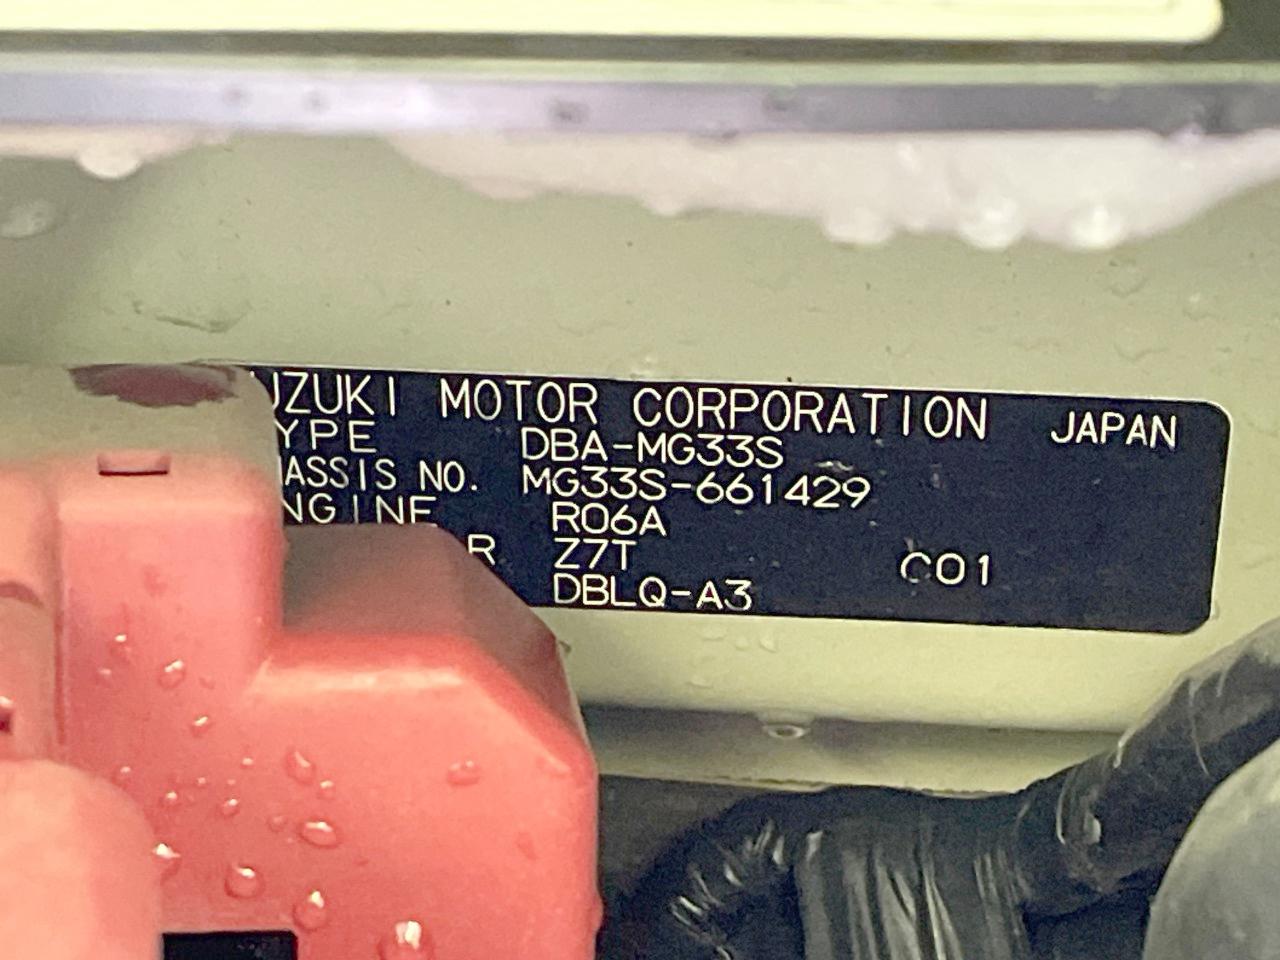 UZUKI MOTOR CORPORATION JAPAN
YPE DBA-MG33S
ASSIS NO. MG33S-661429
NGINE R06A
R Z7T C01
DBLQ-A3